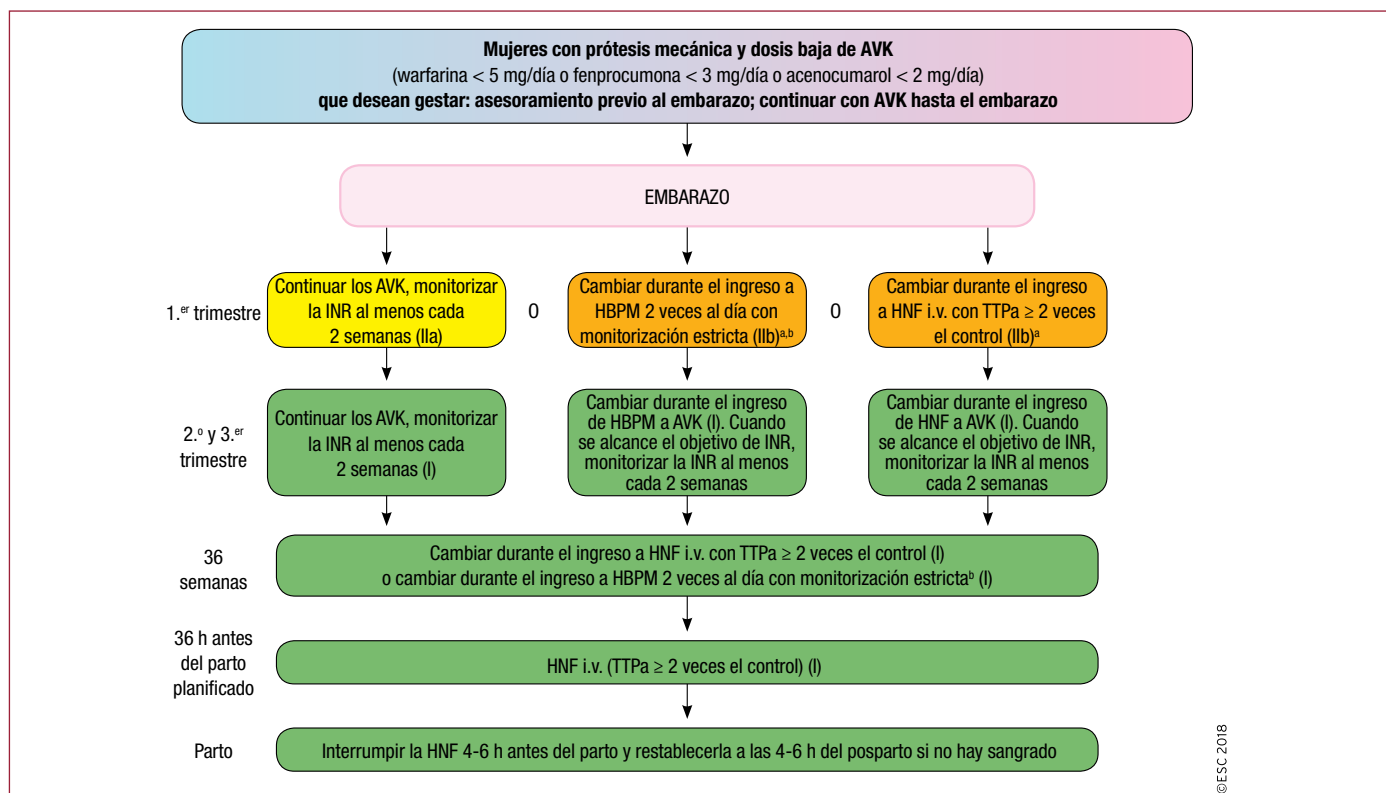 Mujeres con prótesis mecánica y dosis baja de AVK
(warfarina < 5 mg/día o fenprocumona < 3 mg/día o acenocumarol < 2 mg/día)
que desean gestar: asesoramiento previo al embarazo; continuar con AVK hasta el embarazo
EMBARAZO
1.er trimestre
Continuar los AVK, monitorizar
la INR al menos cada
2 semanas (IIa)
O
Cambiar durante el ingreso a
HBPM 2 veces al día con
monitorización estricta (IIb)a,b
O
Cambiar durante el ingreso
a HNF i.v. con TTPa ≥ 2 veces
el control (IIb)a
2.o y 3.er
trimestre
Continuar los AVK, monitorizar
la INR al menos cada
2 semanas (I)
Cambiar durante el ingreso
de HBPM a AVK (I). Cuando
se alcance el objetivo de INR,
monitorizar la INR al menos
cada 2 semanas
Cambiar durante el ingreso
de HNF a AVK (I). Cuando
se alcance el objetivo de INR,
monitorizar la INR al menos
cada 2 semanas
36
semanas
Cambiar durante el ingreso a HNF i.v. con TTPa ≥ 2 veces el control (I)
o cambiar durante el ingreso a HBPM 2 veces al día con monitorización estrictab (I)
36 h antes
del parto
planificado
HNF i.v. (TTPa ≥ 2 veces el control) (I)
Parto
Interrumpir la HNF 4-6 h antes del parto y restablecerla a las 4-6 h del posparto si no hay sangrado
©ESC 2018